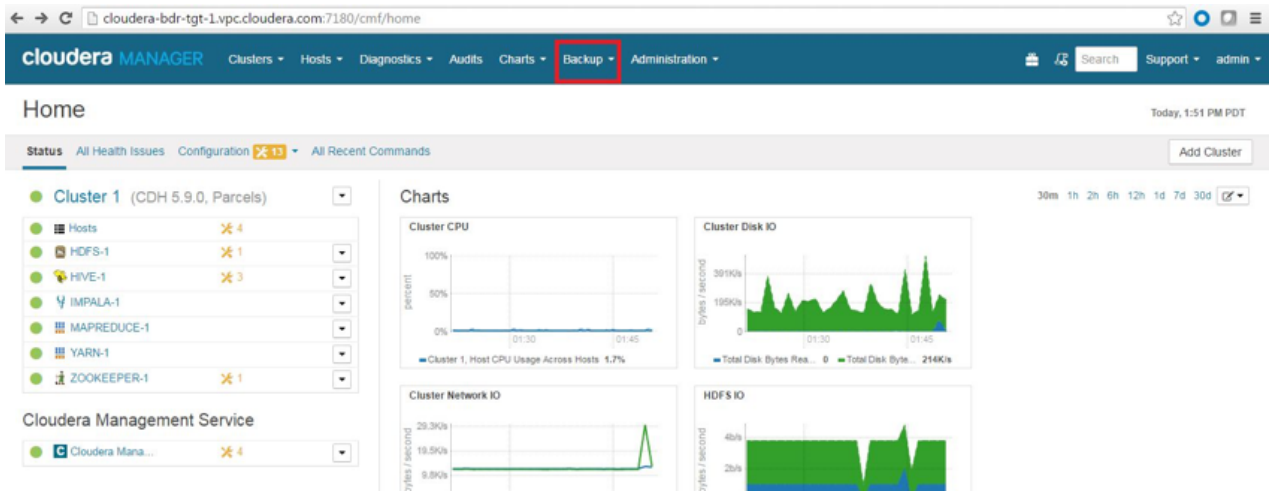 cloudera-bdr-tgt-1.vpc.cloudera.com:7180/cmf/home
cloudera MANAGER Clusters Hosts Diagnostics Audits Charts Backup Administration Search Support admin
Home
Today, 1:51 PM PDT
Status All Health Issues Configuration 13 All Recent Commands Add Cluster
Cluster 1 (CDH 5.9.0, Parcels)
Charts
30m 1h 2h 6h 12h 1d 7d 30d
Hosts 4
HDFS-1 1
HIVE-1 3
IMPALA-1
MAPREDUCE-1
YARN-1
ZOOKEEPER-1 1
Cloudera Management Service
Cloudera Mana... 4
Cluster CPU
percent
100%
50%
0%
01:30 01:45
Cluster 1, Host CPU Usage Across Hosts 1.7%
Cluster Disk IO
bytes / second
391K/s
195K/s
0
01:30 01:45
Total Disk Bytes Rea... 0 Total Disk Byte... 214K/s
Cluster Network IO
bytes / second
29.3K/s
19.5K/s
9.8K/s
HDFS IO
bytes / second
4b/s
2b/s